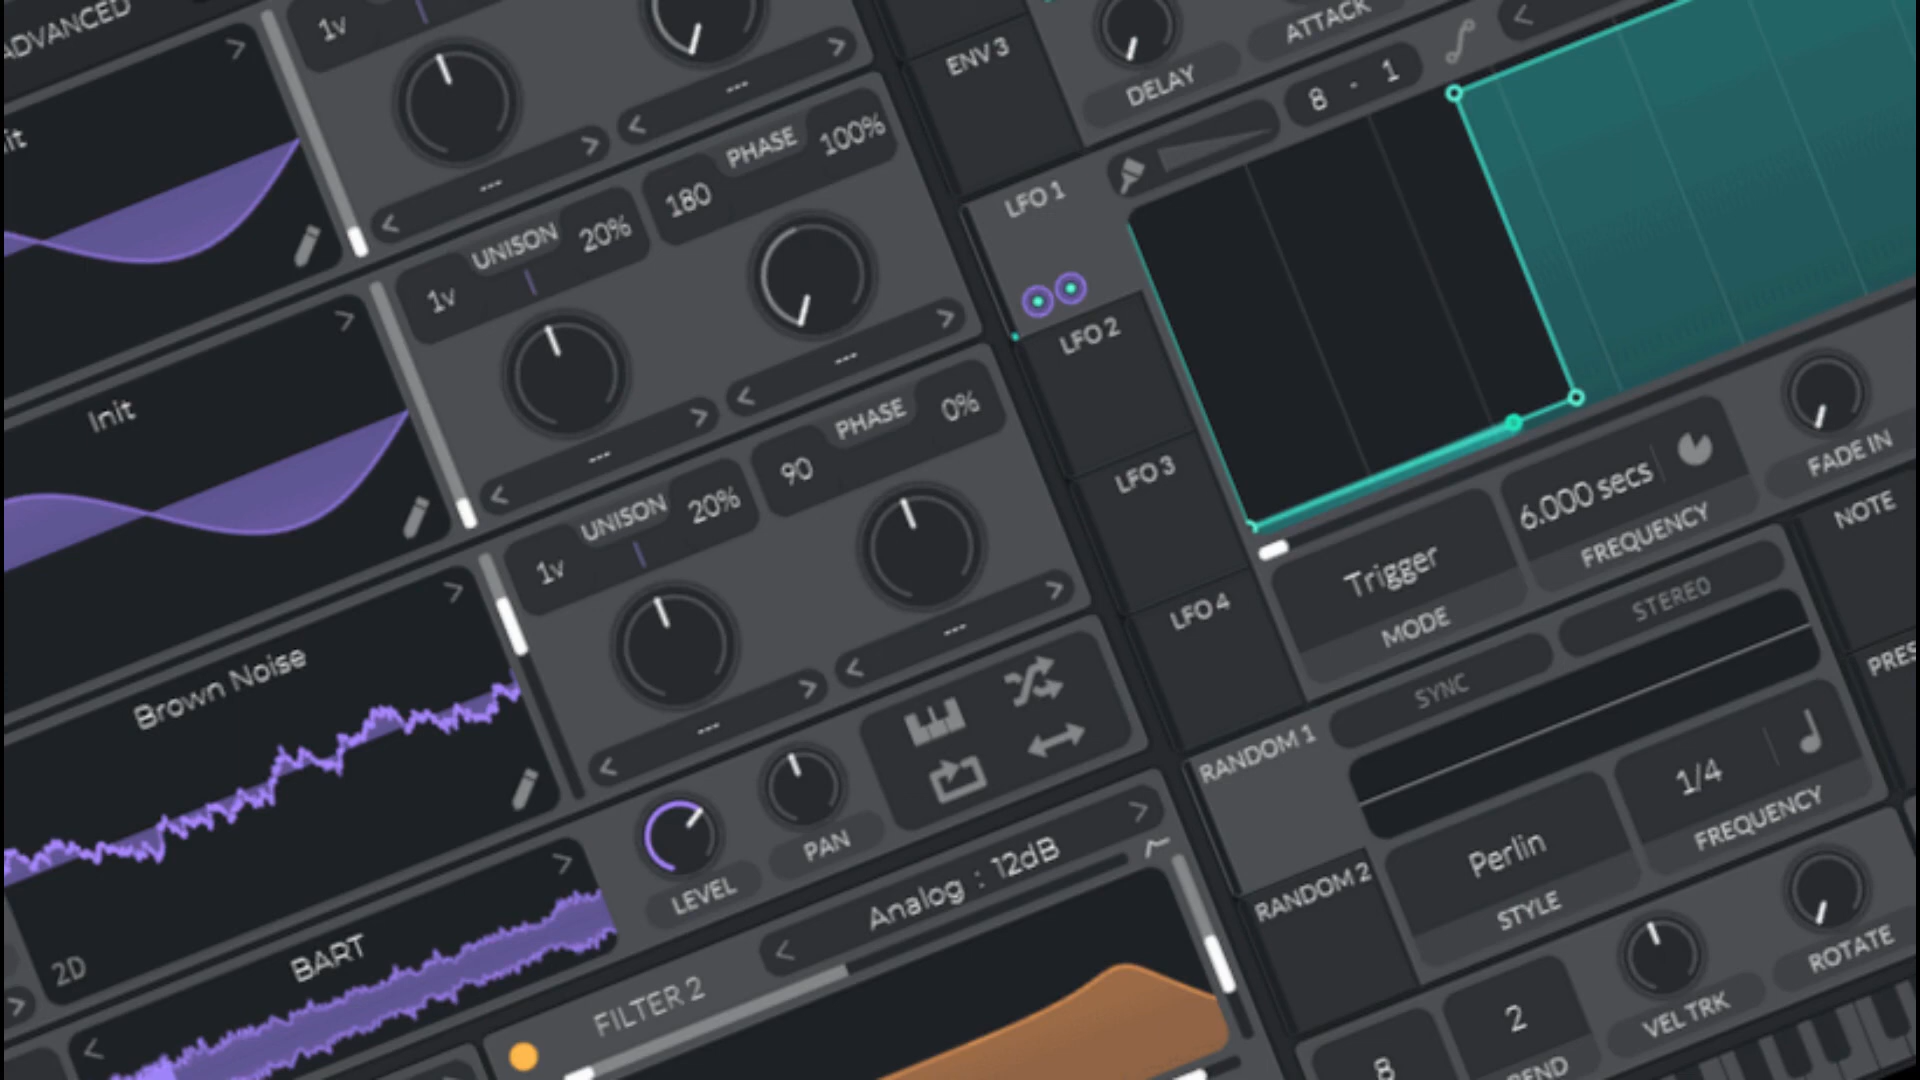 ADVANCED
1v
---
---
Init
1v
UNISON
20%
180
PHASE
100%
---
---
Brown Noise
2D
1v
UNISON
20%
90
PHASE
0%
---
---
BART
LEVEL
PAN
FILTER 2
Analog : 12dB
ENV 3
DELAY
ATTACK
LFO 1
LFO 2
LFO 3
LFO 4
8 - 1
Trigger
MODE
6.000 secs
FREQUENCY
FADE IN
RANDOM 1
RANDOM 2
SYNC
STEREO
Perlin
STYLE
1/4
FREQUENCY
NOTE
8
2
VEL TRK
ROTATE